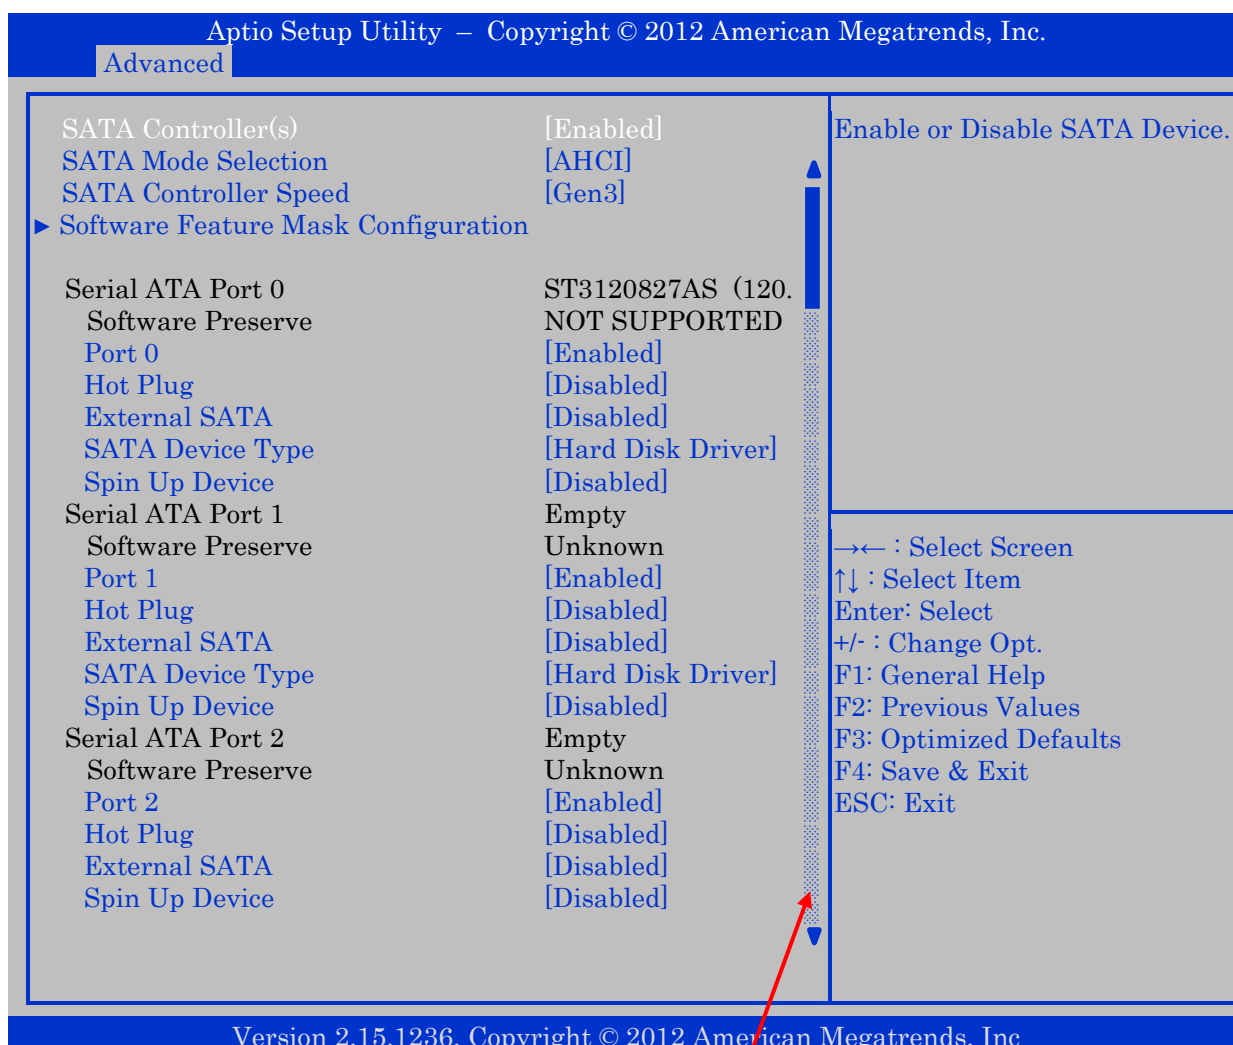 Aptio Setup Utility – Copyright © 2012 American Megatrends, Inc.
Advanced
SATA Controller(s) [Enabled]
SATA Mode Selection [AHCI]
SATA Controller Speed [Gen3]
► Software Feature Mask Configuration
Serial ATA Port 0 ST3120827AS (120.
Software Preserve NOT SUPPORTED
Port 0 [Enabled]
Hot Plug [Disabled]
External SATA [Disabled]
SATA Device Type [Hard Disk Driver]
Spin Up Device [Disabled]
Serial ATA Port 1 Empty
Software Preserve Unknown
Port 1 [Enabled]
Hot Plug [Disabled]
External SATA [Disabled]
SATA Device Type [Hard Disk Driver]
Spin Up Device [Disabled]
Serial ATA Port 2 Empty
Software Preserve Unknown
Port 2 [Enabled]
Hot Plug [Disabled]
External SATA [Disabled]
Spin Up Device [Disabled]
Enable or Disable SATA Device.
→← : Select Screen
↑↓ : Select Item
Enter: Select
+/- : Change Opt.
F1: General Help
F2: Previous Values
F3: Optimized Defaults
F4: Save & Exit
ESC: Exit
Version 2.15.1236. Copyright © 2012 American Megatrends, Inc